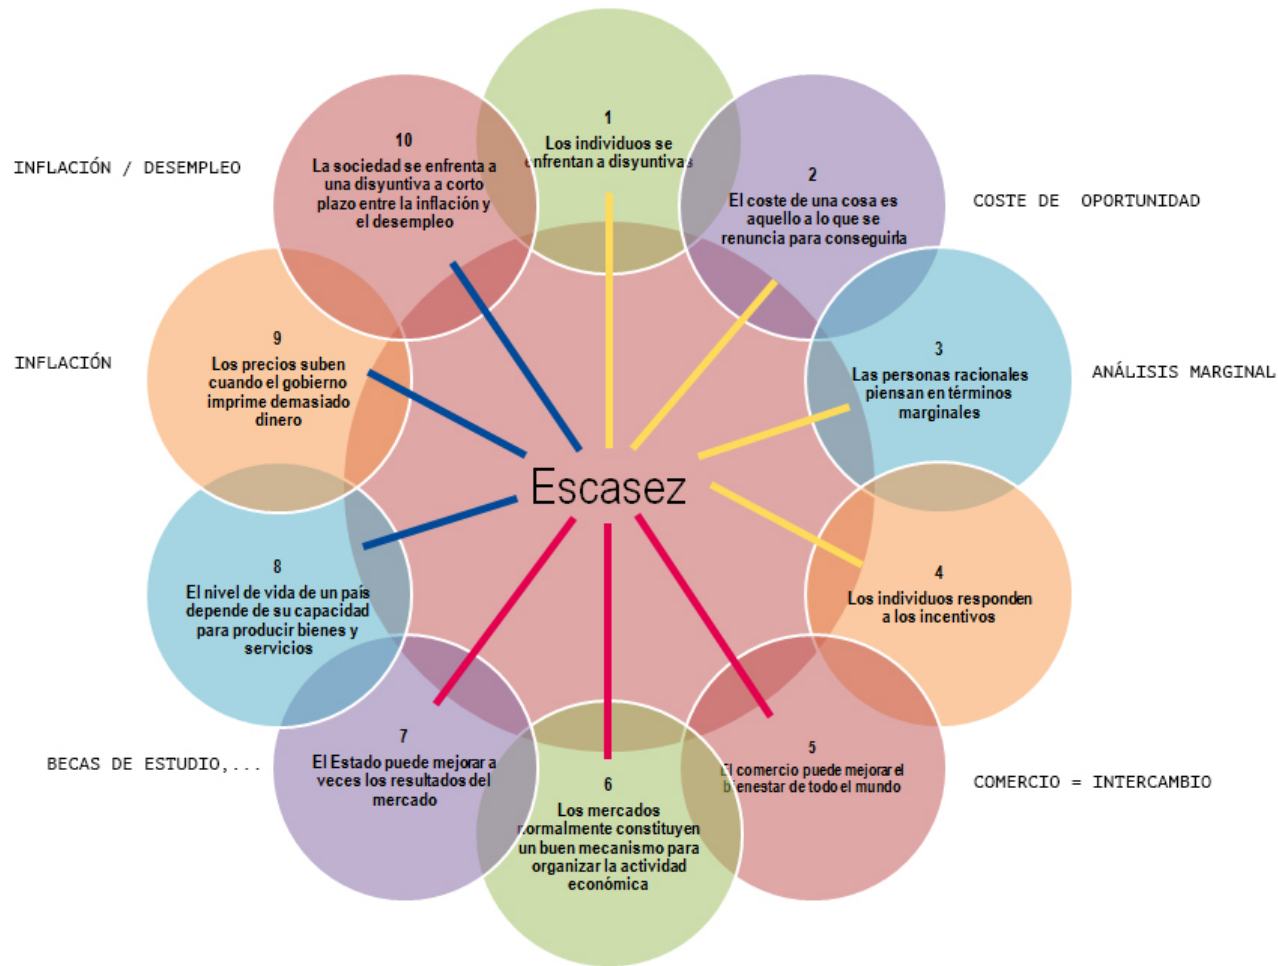 1
Los individuos se
enfrentan a disyuntivas
2
El coste de una cosa es
aquello a lo que se
renuncia para conseguirla
COSTE DE  OPORTUNIDAD
3
Las personas racionales
piensan en términos
marginales
ANÁLISIS MARGINAL
4
Los individuos responden
a los incentivos
5
El comercio puede mejorar el
bienestar de todo el mundo
COMERCIO = INTERCAMBIO
6
Los mercados
normalmente constituyen
un buen mecanismo para
organizar la actividad
económica
7
El Estado puede mejorar a
veces los resultados del
mercado
BECAS DE ESTUDIO,...
8
El nivel de vida de un país
depende de su capacidad
para producir bienes y
servicios
9
Los precios suben
cuando el gobierno
imprime demasiado
dinero
INFLACIÓN
10
La sociedad se enfrenta a
una disyuntiva a corto
plazo entre la inflación y
el desempleo
INFLACIÓN / DESEMPLEO
Escasez